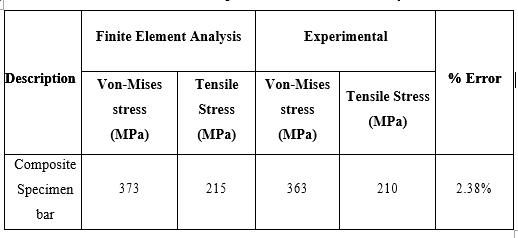 Finite Element Analysis Experimental
Description % Error
Von-Mises Tensile Von-Mises Tensile Stress
stress Stress stress (MPa)
(MPa) (MPa) (MPa)
Composite
Specimen 373 215 363 210 2.38%
bar